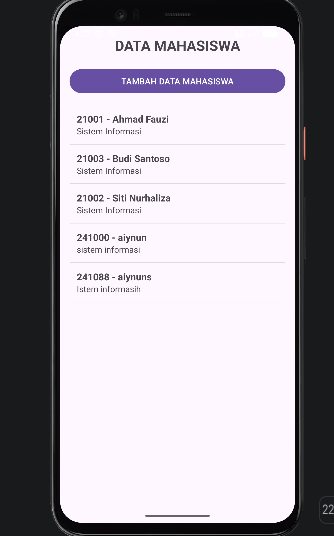 DATA MAHASISWA
TAMBAH DATA MAHASISWA
21001 - Ahmad Fauzi
Sistem Informasi
21003 - Budi Santoso
Sistem Informasi
21002 - Siti Nurhaliza
Sistem Informasi
241000 - aiynun
sistem informasi
241088 - aiynuns
Istem informasih
22